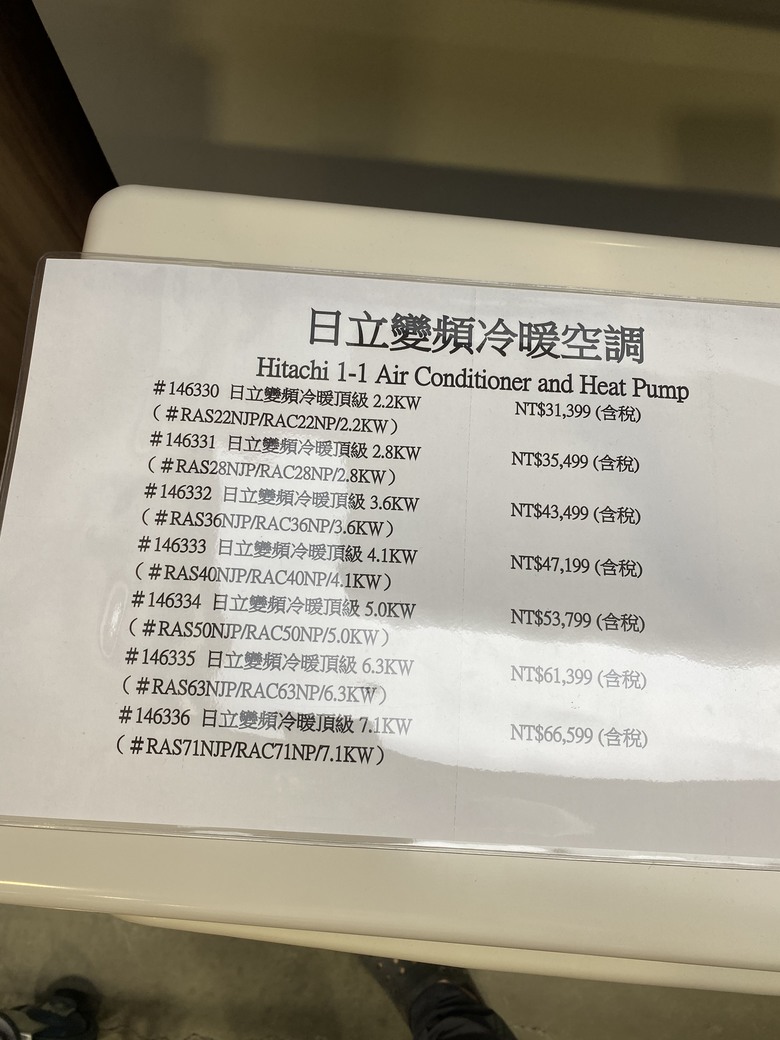 日立變頻冷暖空調
Hitachi 1-1 Air Conditioner and Heat Pump
#146330 日立變頻冷暖頂級 2.2KW NT$31,399 (含稅)
(#RAS22NJP/RAC22NP/2.2KW)
#146331 日立變頻冷暖頂級 2.8KW NT$35,499 (含稅)
(#RAS28NJP/RAC28NP/2.8KW)
#146332 日立變頻冷暖頂級 3.6KW NT$43,499 (含稅)
(#RAS36NJP/RAC36NP/3.6KW)
#146333 日立變頻冷暖頂級 4.1KW NT$47,199 (含稅)
(#RAS40NJP/RAC40NP/4.1KW)
#146334 日立變頻冷暖頂級 5.0KW NT$53,799 (含稅)
(#RAS50NJP/RAC50NP/5.0KW)
#146335 日立變頻冷暖頂級 6.3KW NT$61,399 (含稅)
(#RAS63NJP/RAC63NP/6.3KW)
#146336 日立變頻冷暖頂級 7.1KW NT$66,599 (含稅)
(#RAS71NJP/RAC71NP/7.1KW)